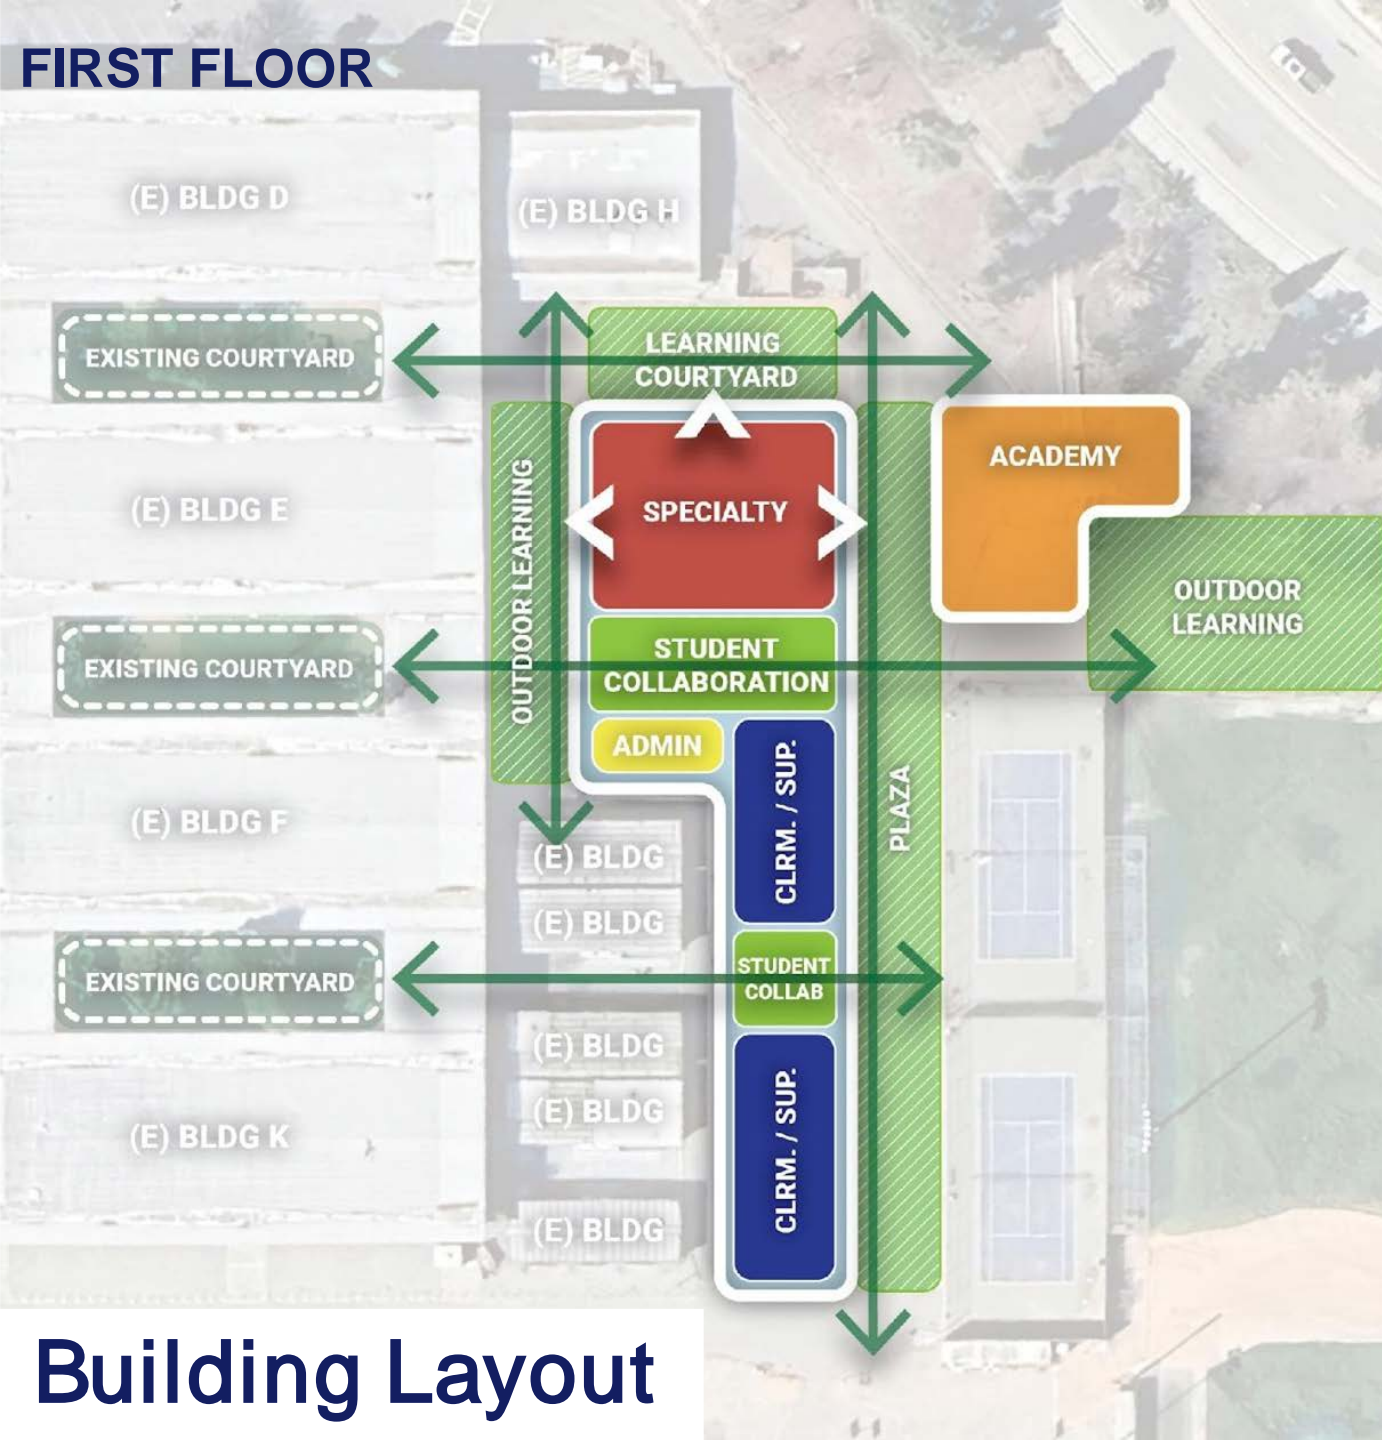 FIRST FLOOR
(E) BLDG D
(E) BLDG H
EXISTING COURTYARD
LEARNING
COURTYARD
ACADEMY
(E) BLDG E
OUTDOOR LEARNING
SPECIALTY
OUTDOOR
LEARNING
EXISTING COURTYARD
STUDENT
COLLABORATION
ADMIN
CLRM. / SUP.
PLAZA
(E) BLDG F
(E) BLDG
(E) BLDG
EXISTING COURTYARD
STUDENT
COLLAB
(E) BLDG
(E) BLDG
(E) BLDG K
CLRM. / SUP.
(E) BLDG
Building Layout